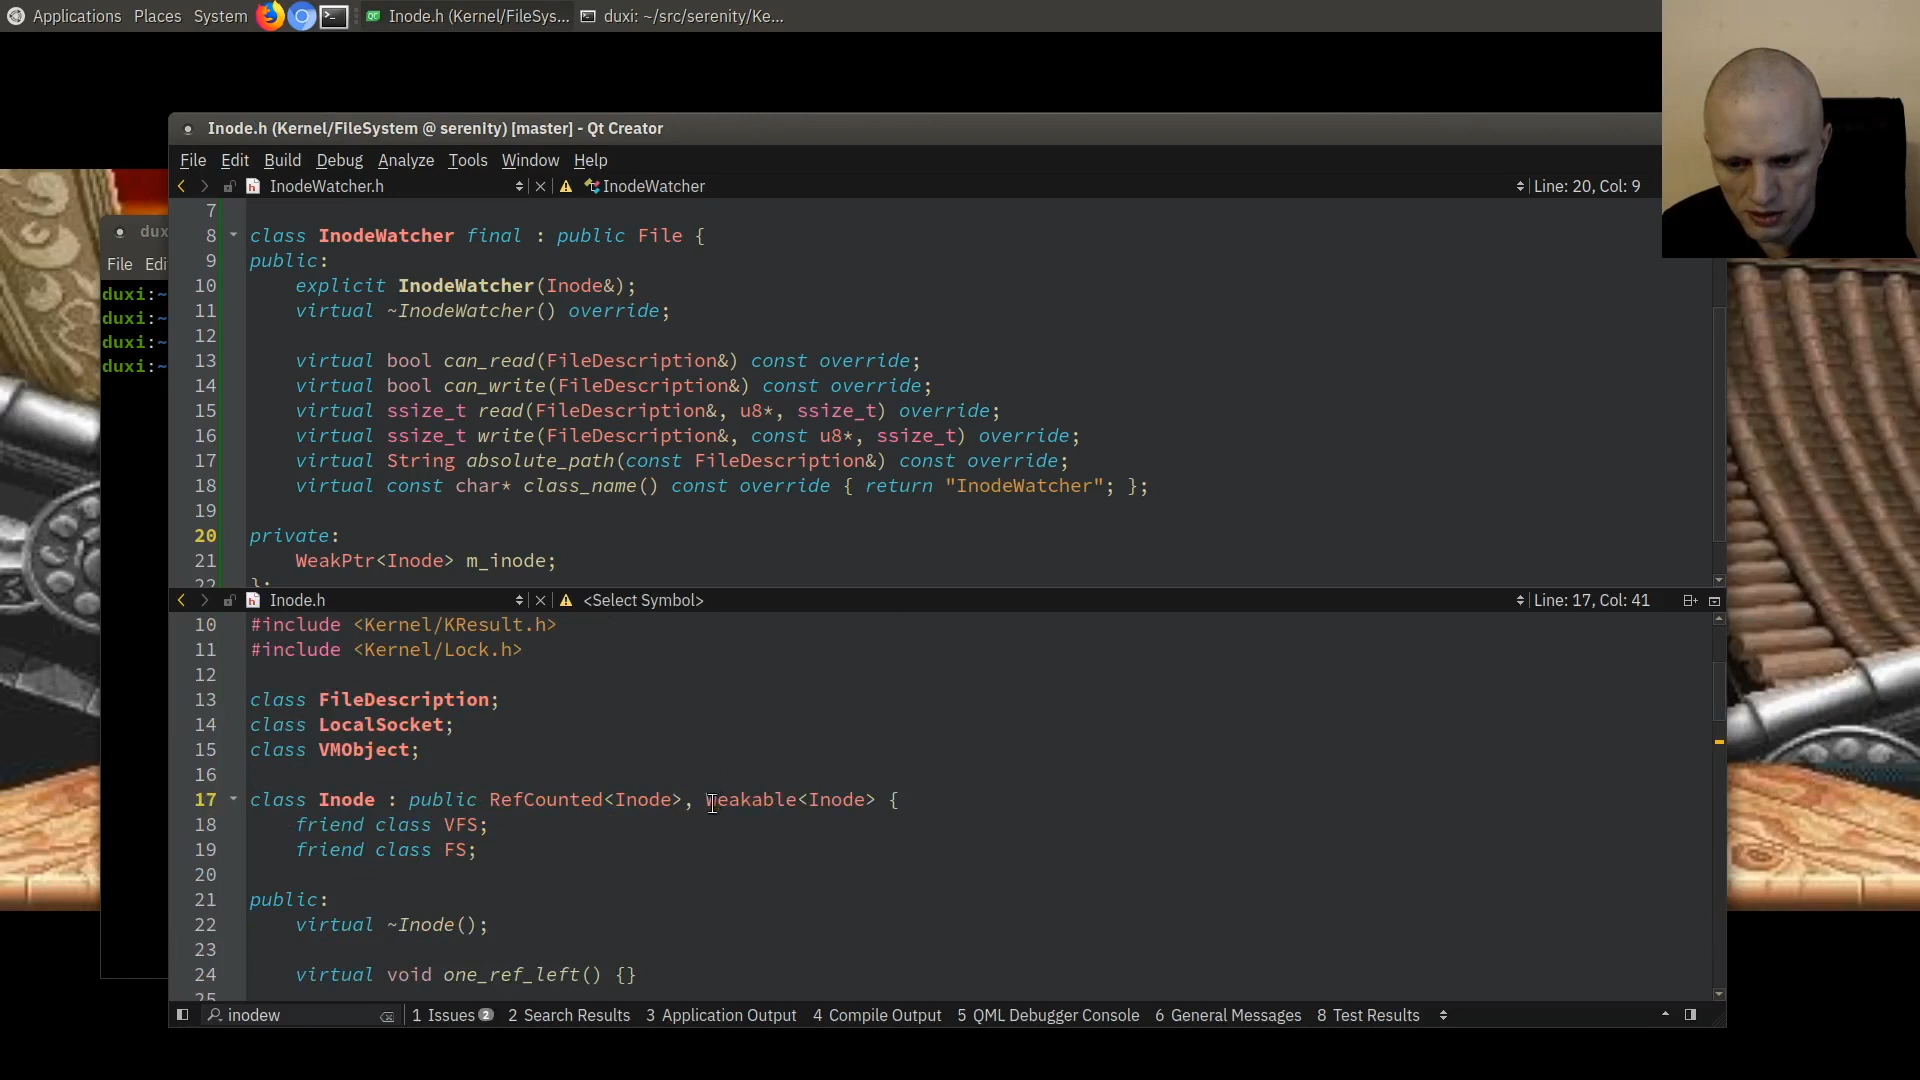 Applications Places System Inode.h (Kernel/FileSys... duxi: ~/src/serenity/Ke...
Inode.h (Kernel/FileSystem @ serenity) [master] - Qt Creator
File Edit Build Debug Analyze Tools Window Help
InodeWatcher.h InodeWatcher Line: 20, Col: 9
7
8 class InodeWatcher final : public File {
9 public:
10 explicit InodeWatcher(Inode&);
11 virtual ~InodeWatcher() override;
12
13 virtual bool can_read(FileDescription&) const override;
14 virtual bool can_write(FileDescription&) const override;
15 virtual ssize_t read(FileDescription&, u8*, ssize_t) override;
16 virtual ssize_t write(FileDescription&, const u8*, ssize_t) override;
17 virtual String absolute_path(const FileDescription&) const override;
18 virtual const char* class_name() const override { return "InodeWatcher"; };
19
20 private:
21 WeakPtr<Inode> m_inode;
22 };
Inode.h <Select Symbol> Line: 17, Col: 41
10 #include <Kernel/KResult.h>
11 #include <Kernel/Lock.h>
12
13 class FileDescription;
14 class LocalSocket;
15 class VMObject;
16
17 class Inode : public RefCounted<Inode>, Weakable<Inode> {
18 friend class VFS;
19 friend class FS;
20
21 public:
22 virtual ~Inode();
23
24 virtual void one_ref_left() {}
25
inodew 1 Issues 2 2 Search Results 3 Application Output 4 Compile Output 5 QML Debugger Console 6 General Messages 8 Test Results
dux
File Edi
duxi:~
duxi:~
duxi:~
duxi:~